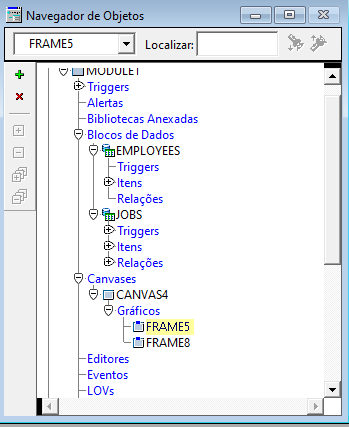 Navegador de Objetos
FRAME5 Localizar:
MODULE1
Triggers
Alertas
Bibliotecas Anexadas
Blocos de Dados
EMPLOYEES
Triggers
Itens
Relações
JOBS
Triggers
Itens
Relações
Canvases
CANVAS4
Gráficos
FRAME5
FRAME8
Editores
Eventos
LOVs